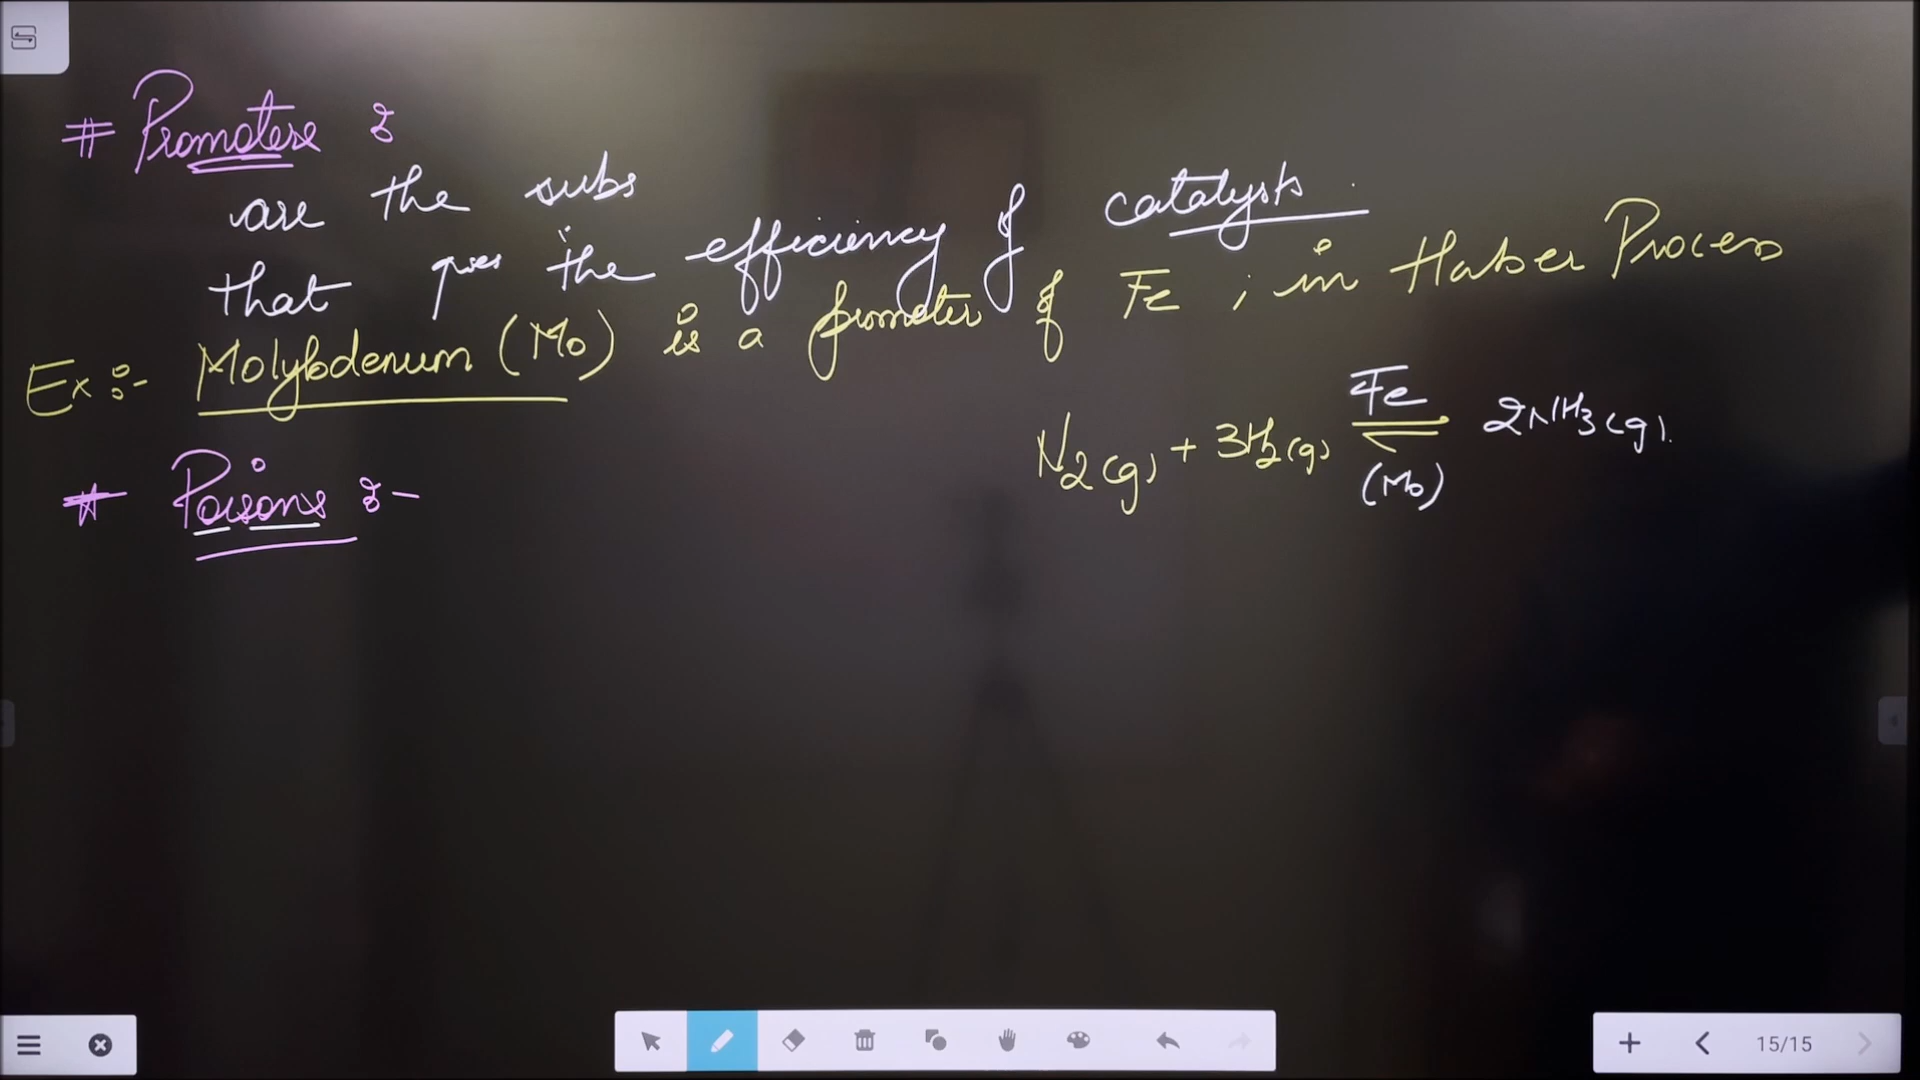 # Promoters :
are the subs
that gives the efficiency of catalysts.
Ex :- Molybdenum (Mo) is a promoter of Fe ; in Haber Process
N2(g) + 3H2(g) ⇌ 2NH3(g).
Fe
(Mo)
* Poisons :-
15/15